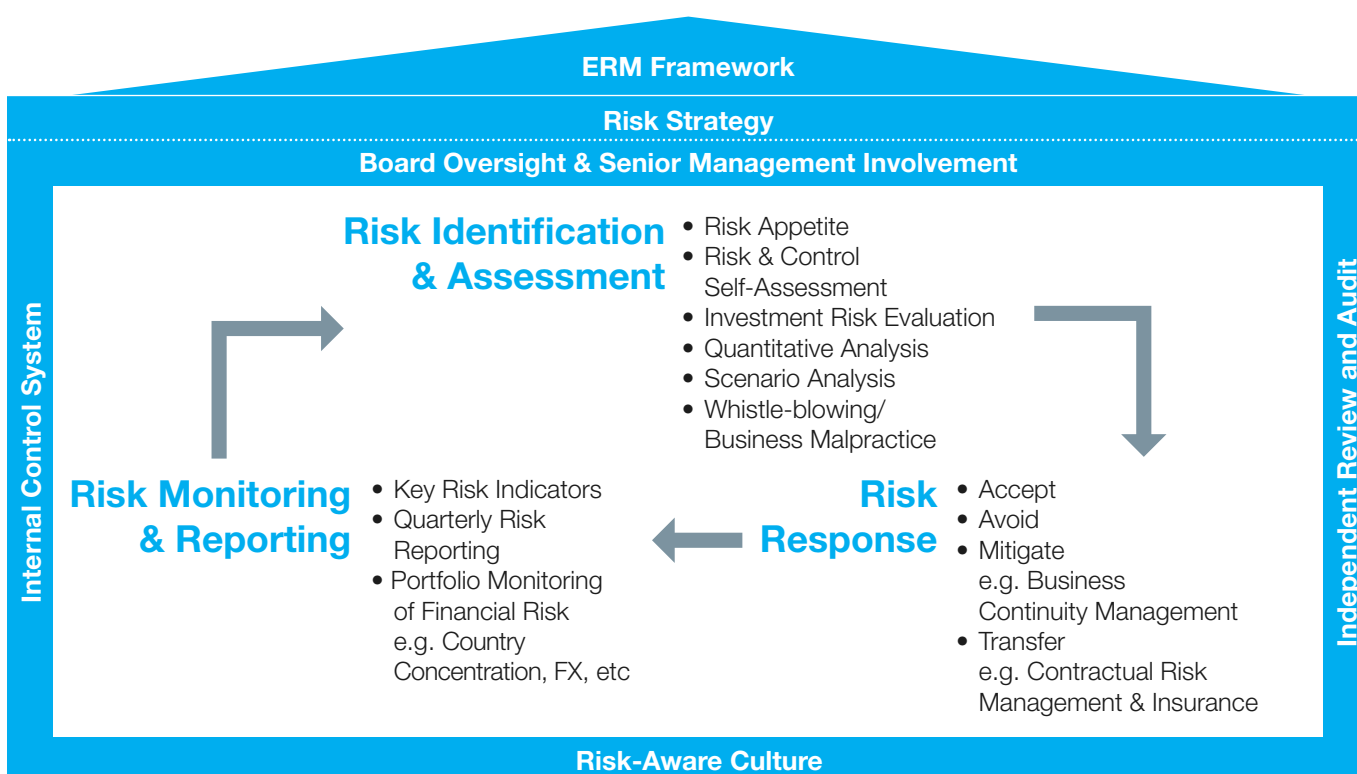 ERM Framework
Risk Strategy
Board Oversight & Senior Management Involvement
Internal Control System
Risk Identification
& Assessment
• Risk Appetite
• Risk & Control
Self-Assessment
• Investment Risk Evaluation
• Quantitative Analysis
• Scenario Analysis
• Whistle-blowing/
Business Malpractice
Risk Monitoring
& Reporting
• Key Risk Indicators
• Quarterly Risk
Reporting
• Portfolio Monitoring
of Financial Risk
e.g. Country
Concentration, FX, etc
Risk
Response
• Accept
• Avoid
• Mitigate
e.g. Business
Continuity Management
• Transfer
e.g. Contractual Risk
Management & Insurance
Independent Review and Audit
Risk-Aware Culture